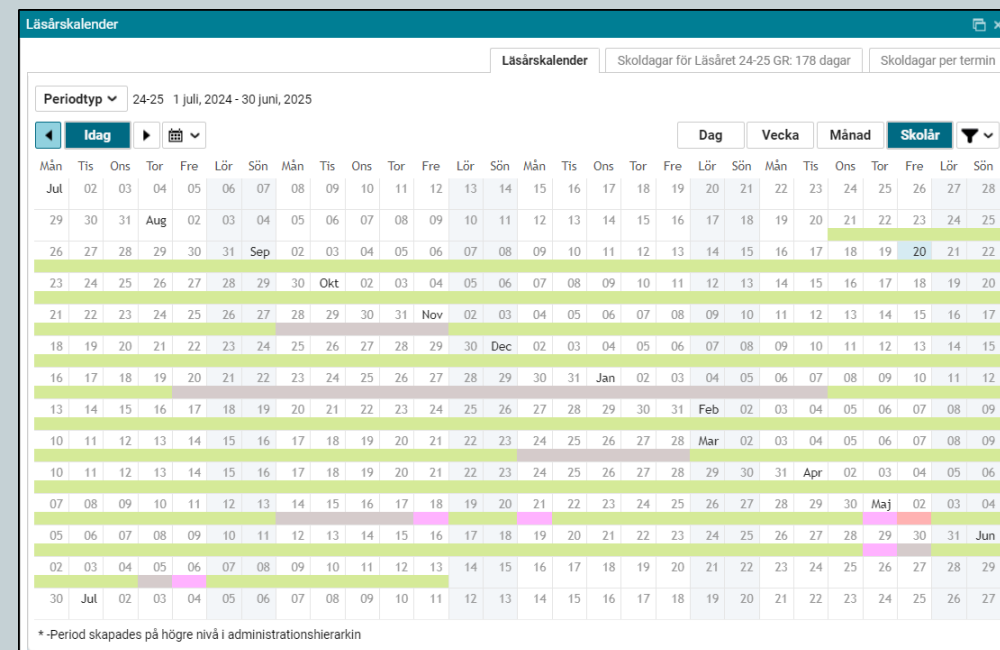 Läsårskalender
Läsårskalender Skoldagar för Läsåret 24-25 GR: 178 dagar Skoldagar per termin
Periodtyp 24-25 1 juli, 2024 - 30 juni, 2025
Idag Dag Vecka Månad Skolår
Mån Tis Ons Tor Fre Lör Sön Mån Tis Ons Tor Fre Lör Sön Mån Tis Ons Tor Fre Lör Sön Mån Tis Ons Tor Fre Lör Sön
Jul 02 03 04 05 06 07 08 09 10 11 12 13 14 15 16 17 18 19 20 21 22 23 24 25 26 27 28
29 30 31 Aug 02 03 04 05 06 07 08 09 10 11 12 13 14 15 16 17 18 19 20 21 22 23 24 25
26 27 28 29 30 31 Sep 02 03 04 05 06 07 08 09 10 11 12 13 14 15 16 17 18 19 20 21 22
23 24 25 26 27 28 29 30 Okt 02 03 04 05 06 07 08 09 10 11 12 13 14 15 16 17 18 19 20
21 22 23 24 25 26 27 28 29 30 31 Nov 02 03 04 05 06 07 08 09 10 11 12 13 14 15 16 17
18 19 20 21 22 23 24 25 26 27 28 29 30 Dec 02 03 04 05 06 07 08 09 10 11 12 13 14 15
16 17 18 19 20 21 22 23 24 25 26 27 28 29 30 31 Jan 02 03 04 05 06 07 08 09 10 11 12
13 14 15 16 17 18 19 20 21 22 23 24 25 26 27 28 29 30 31 Feb 02 03 04 05 06 07 08 09
10 11 12 13 14 15 16 17 18 19 20 21 22 23 24 25 26 27 28 Mar 02 03 04 05 06 07 08 09
10 11 12 13 14 15 16 17 18 19 20 21 22 23 24 25 26 27 28 29 30 31 Apr 02 03 04 05 06
07 08 09 10 11 12 13 14 15 16 17 18 19 20 21 22 23 24 25 26 27 28 29 30 Maj 02 03 04
05 06 07 08 09 10 11 12 13 14 15 16 17 18 19 20 21 22 23 24 25 26 27 28 29 30 31 Jun
02 03 04 05 06 07 08 09 10 11 12 13 14 15 16 17 18 19 20 21 22 23 24 25 26 27 28 29
30 Jul 02 03 04 05 06 07 08 09 10 11 12 13 14 15 16 17 18 19 20 21 22 23 24 25 26 27
* -Period skapades på högre nivå i administrationshierarkin